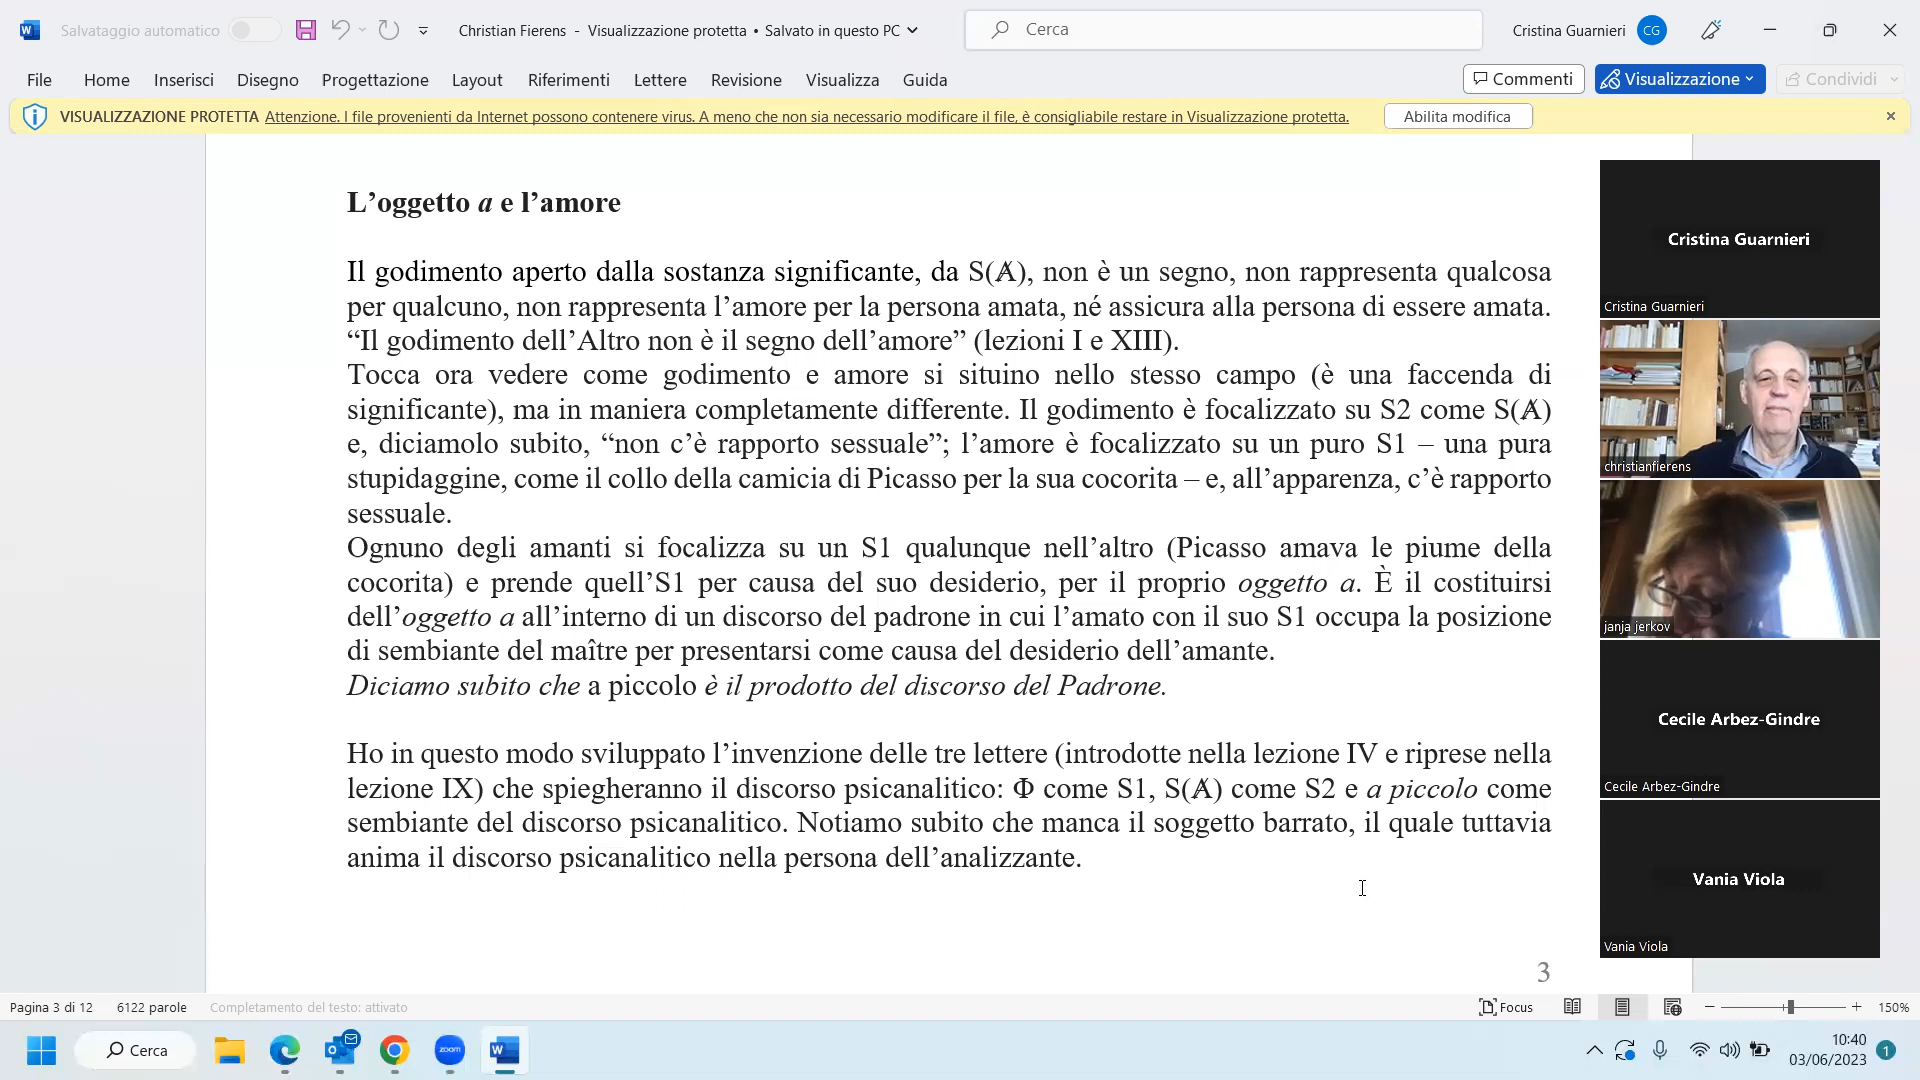 Salvataggio automatico
Christian Fierens - Visualizzazione protetta • Salvato in questo PC
Cerca
Cristina Guarnieri
CG
File
Home
Inserisci
Disegno
Progettazione
Layout
Riferimenti
Lettere
Revisione
Visualizza
Guida
Commenti
Visualizzazione
Condividi
VISUALIZZAZIONE PROTETTA Attenzione. I file provenienti da Internet possono contenere virus. A meno che non sia necessario modificare il file, è consigliabile restare in Visualizzazione protetta.
Abilita modifica
L’oggetto a e l’amore
Il godimento aperto dalla sostanza significante, da S(Ⱥ), non è un segno, non rappresenta qualcosa
per qualcuno, non rappresenta l’amore per la persona amata, né assicura alla persona di essere amata.
“Il godimento dell’Altro non è il segno dell’amore” (lezioni I e XIII).
Tocca ora vedere come godimento e amore si situino nello stesso campo (è una faccenda di
significante), ma in maniera completamente differente. Il godimento è focalizzato su S2 come S(Ⱥ)
e, diciamolo subito, “non c’è rapporto sessuale”; l’amore è focalizzato su un puro S1 – una pura
stupidaggine, come il collo della camicia di Picasso per la sua cocorita – e, all’apparenza, c’è rapporto
sessuale.
Ognuno degli amanti si focalizza su un S1 qualunque nell’altro (Picasso amava le piume della
cocorita) e prende quell’S1 per causa del suo desiderio, per il proprio oggetto a. È il costituirsi
dell’oggetto a all’interno di un discorso del padrone in cui l’amato con il suo S1 occupa la posizione
di sembiante del maître per presentarsi come causa del desiderio dell’amante.
Diciamo subito che a piccolo è il prodotto del discorso del Padrone.
Ho in questo modo sviluppato l’invenzione delle tre lettere (introdotte nella lezione IV e riprese nella
lezione IX) che spiegheranno il discorso psicanalitico: Φ come S1, S(Ⱥ) come S2 e a piccolo come
sembiante del discorso psicanalitico. Notiamo subito che manca il soggetto barrato, il quale tuttavia
anima il discorso psicanalitico nella persona dell’analizzante.
3
Cristina Guarnieri
Cristina Guarnieri
christianfierens
janja jerkov
Cecile Arbez-Gindre
Cecile Arbez-Gindre
Vania Viola
Vania Viola
Pagina 3 di 12
6122 parole
Completamento del testo: attivato
Focus
150%
Cerca
zoom
10:40
03/06/2023
1